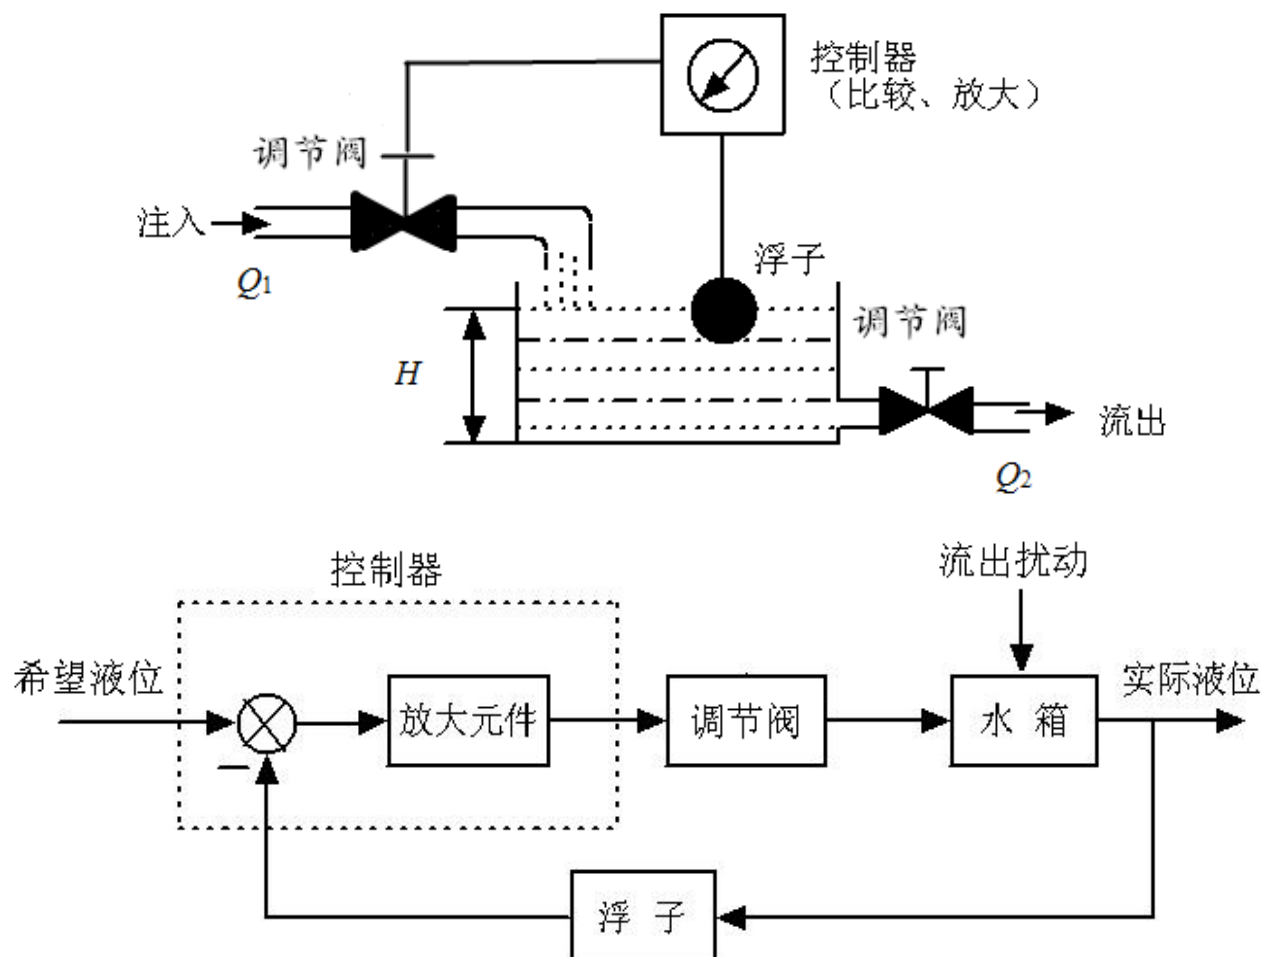 控制器
（比较、放大）
调节阀
注入
Q1
浮子
调节阀
H
流出
Q2
控制器
流出扰动
希望液位
放大元件
调节阀
水 箱
实际液位
浮 子